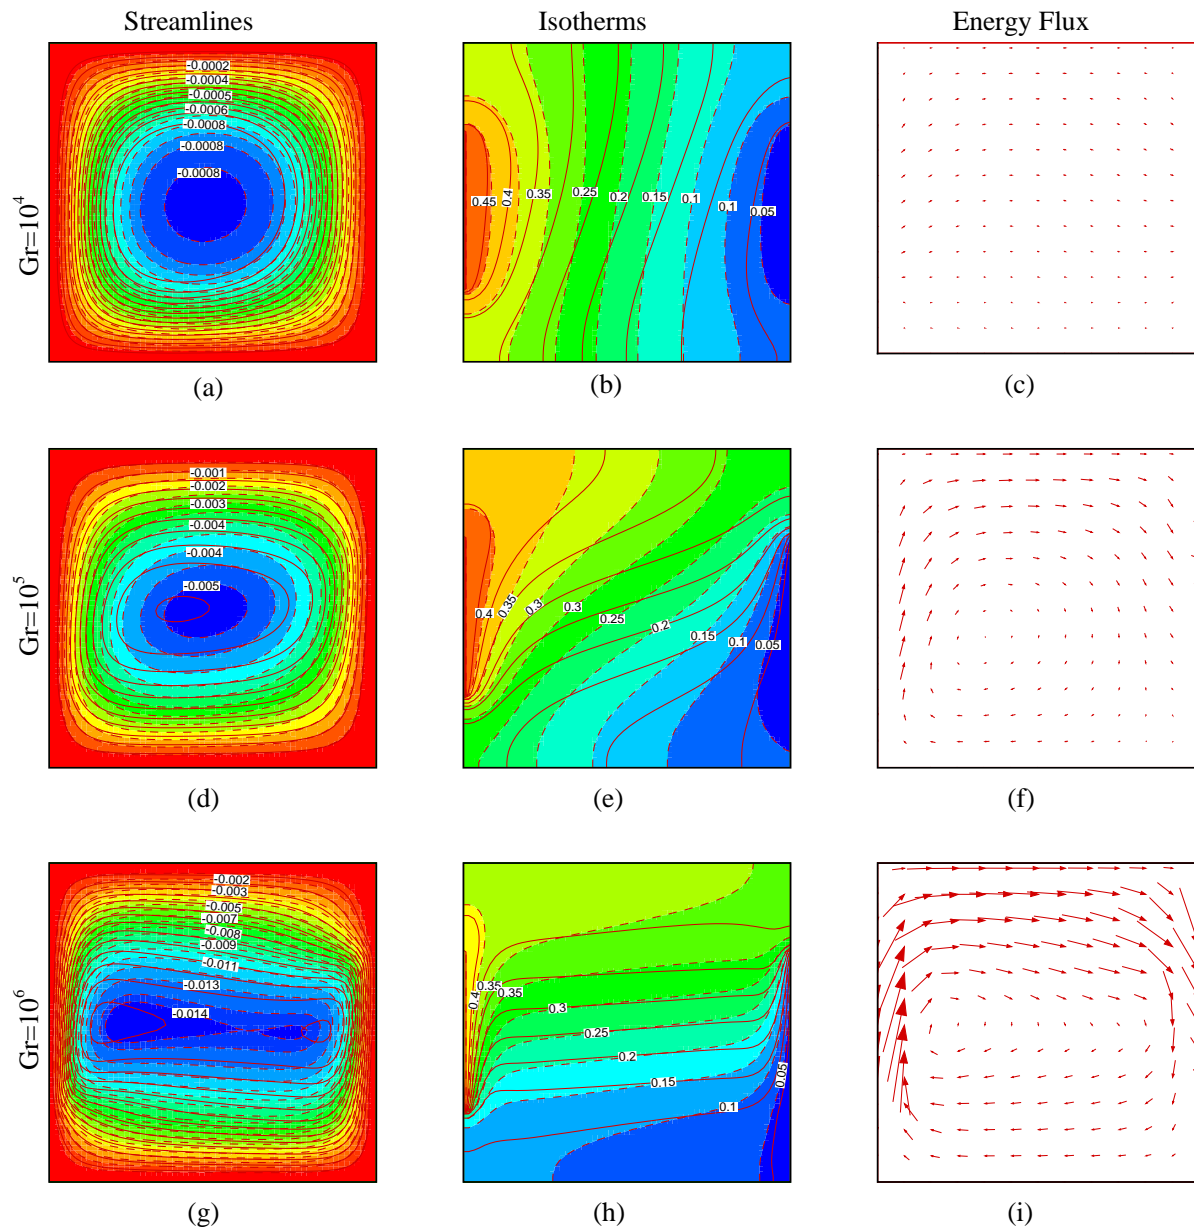 Streamlines Isotherms Energy Flux
Gr=10^4
-0.0002
-0.0004
-0.0005
-0.0006
-0.0008
-0.0008
-0.0008
0.45 0.4 0.35 0.25 0.2 0.15 0.1 0.1 0.05
(a) (b) (c)
Gr=10^5
-0.001
-0.002
-0.003
-0.004
-0.004
-0.005
0.4 0.35 0.3 0.3 0.25 0.2 0.15 0.1 0.05
(d) (e) (f)
Gr=10^6
-0.002
-0.003
-0.005
-0.007
-0.008
-0.009
-0.011
-0.013
-0.014
0.4 0.35 0.35 0.3 0.25 0.2 0.15 0.1 0.05
(g) (h) (i)